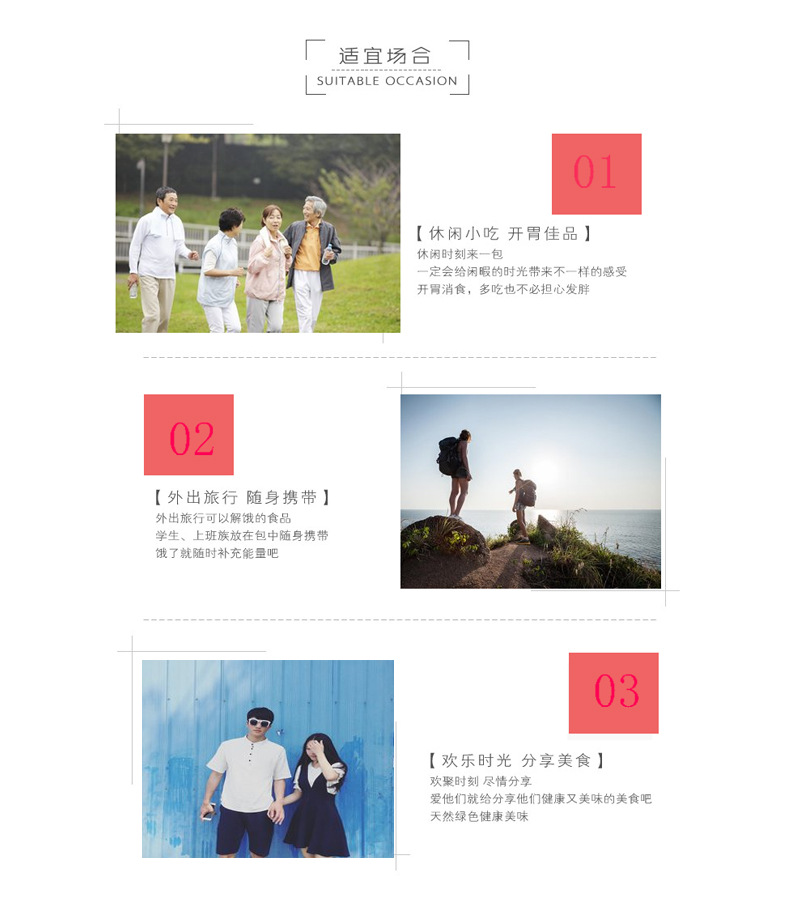 适宜场合
SUITABLE OCCASION
01
【休闲小吃 开胃佳品】
休闲时刻来一包
一定会给闲暇的时光带来不一样的感受
开胃消食，多吃也不必担心发胖
02
【外出旅行 随身携带】
外出旅行可以解饿的食品
学生、上班族放在包中随身携带
饿了就随时补充能量吧
03
【欢乐时光 分享美食】
欢聚时刻 尽情分享
爱他们就给分享他们健康又美味的美食吧
天然绿色健康美味